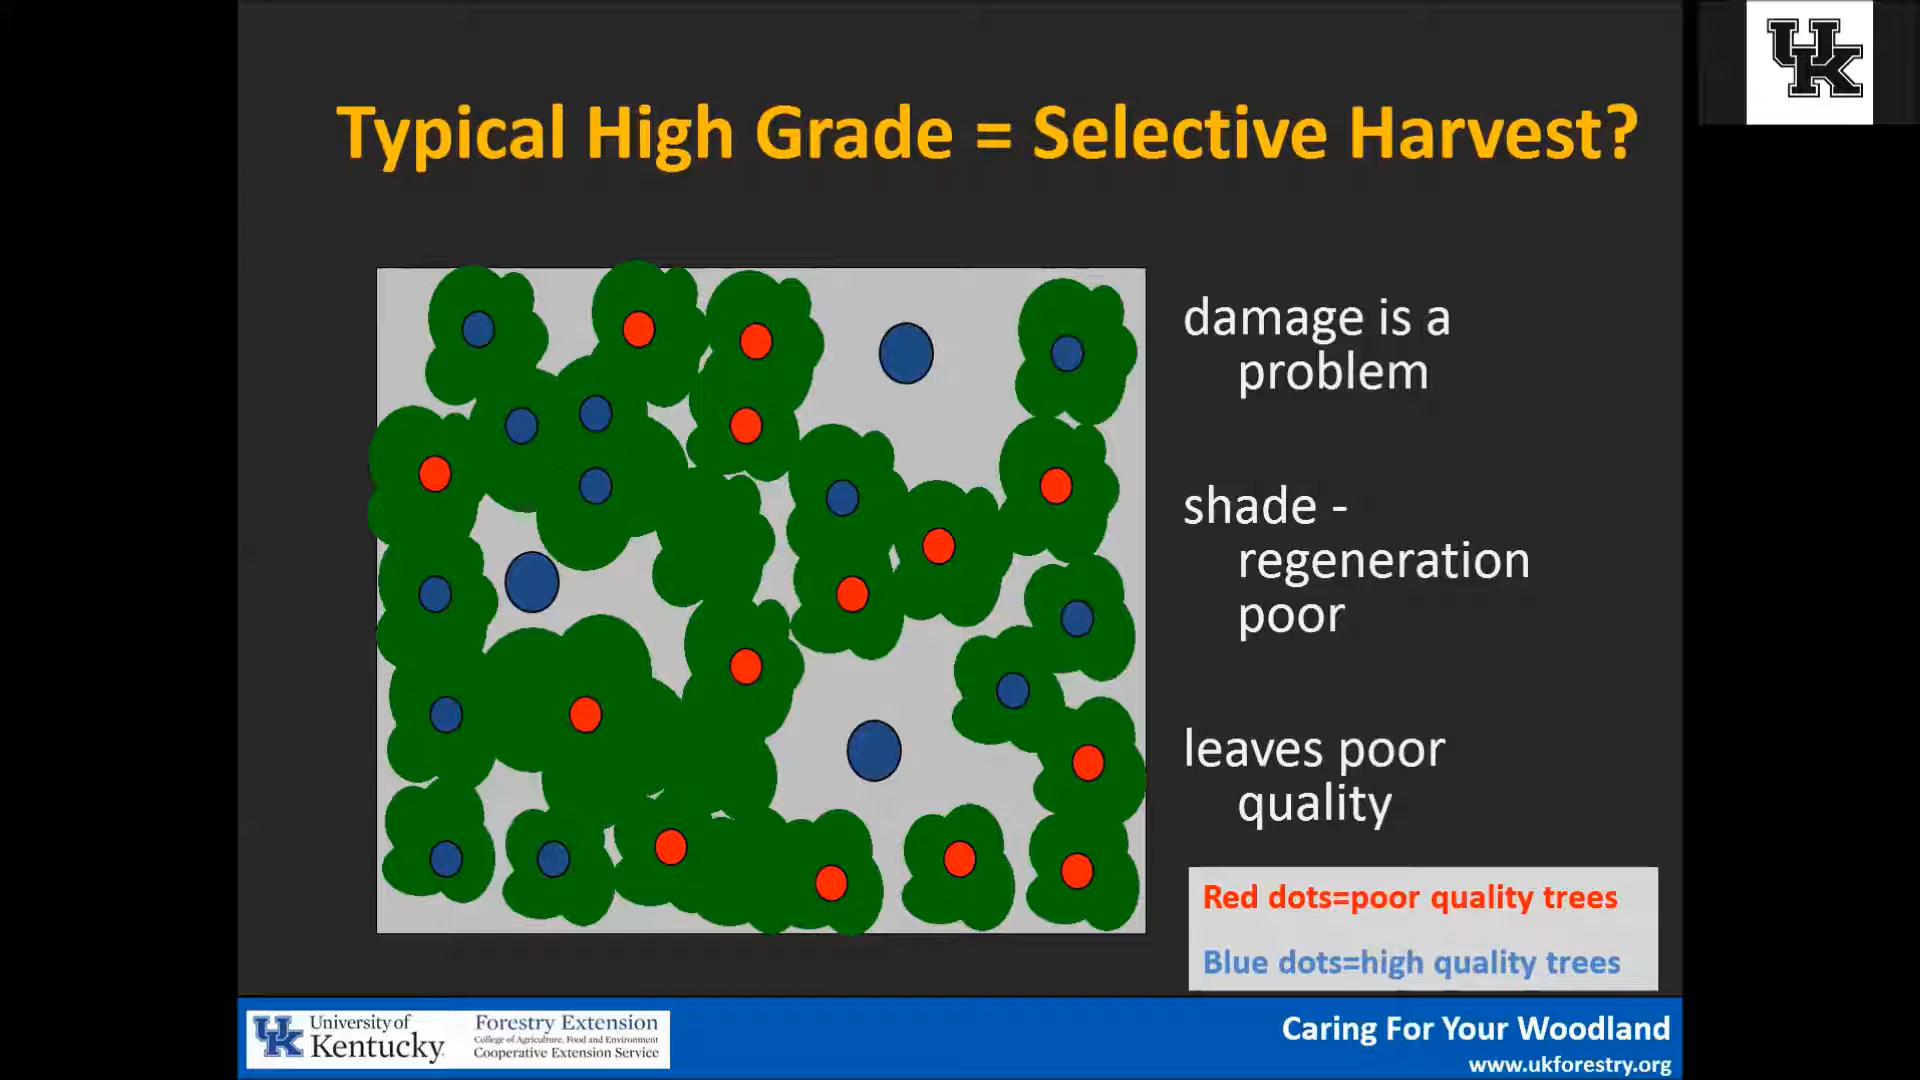 UK
Typical High Grade = Selective Harvest?
damage is a
problem
shade -
regeneration
poor
leaves poor
quality
Red dots=poor quality trees
Blue dots=high quality trees
UK
University of
Kentucky
Forestry Extension
College of Agriculture, Food and Environment
Cooperative Extension Service
Caring For Your Woodland
www.ukforestry.org